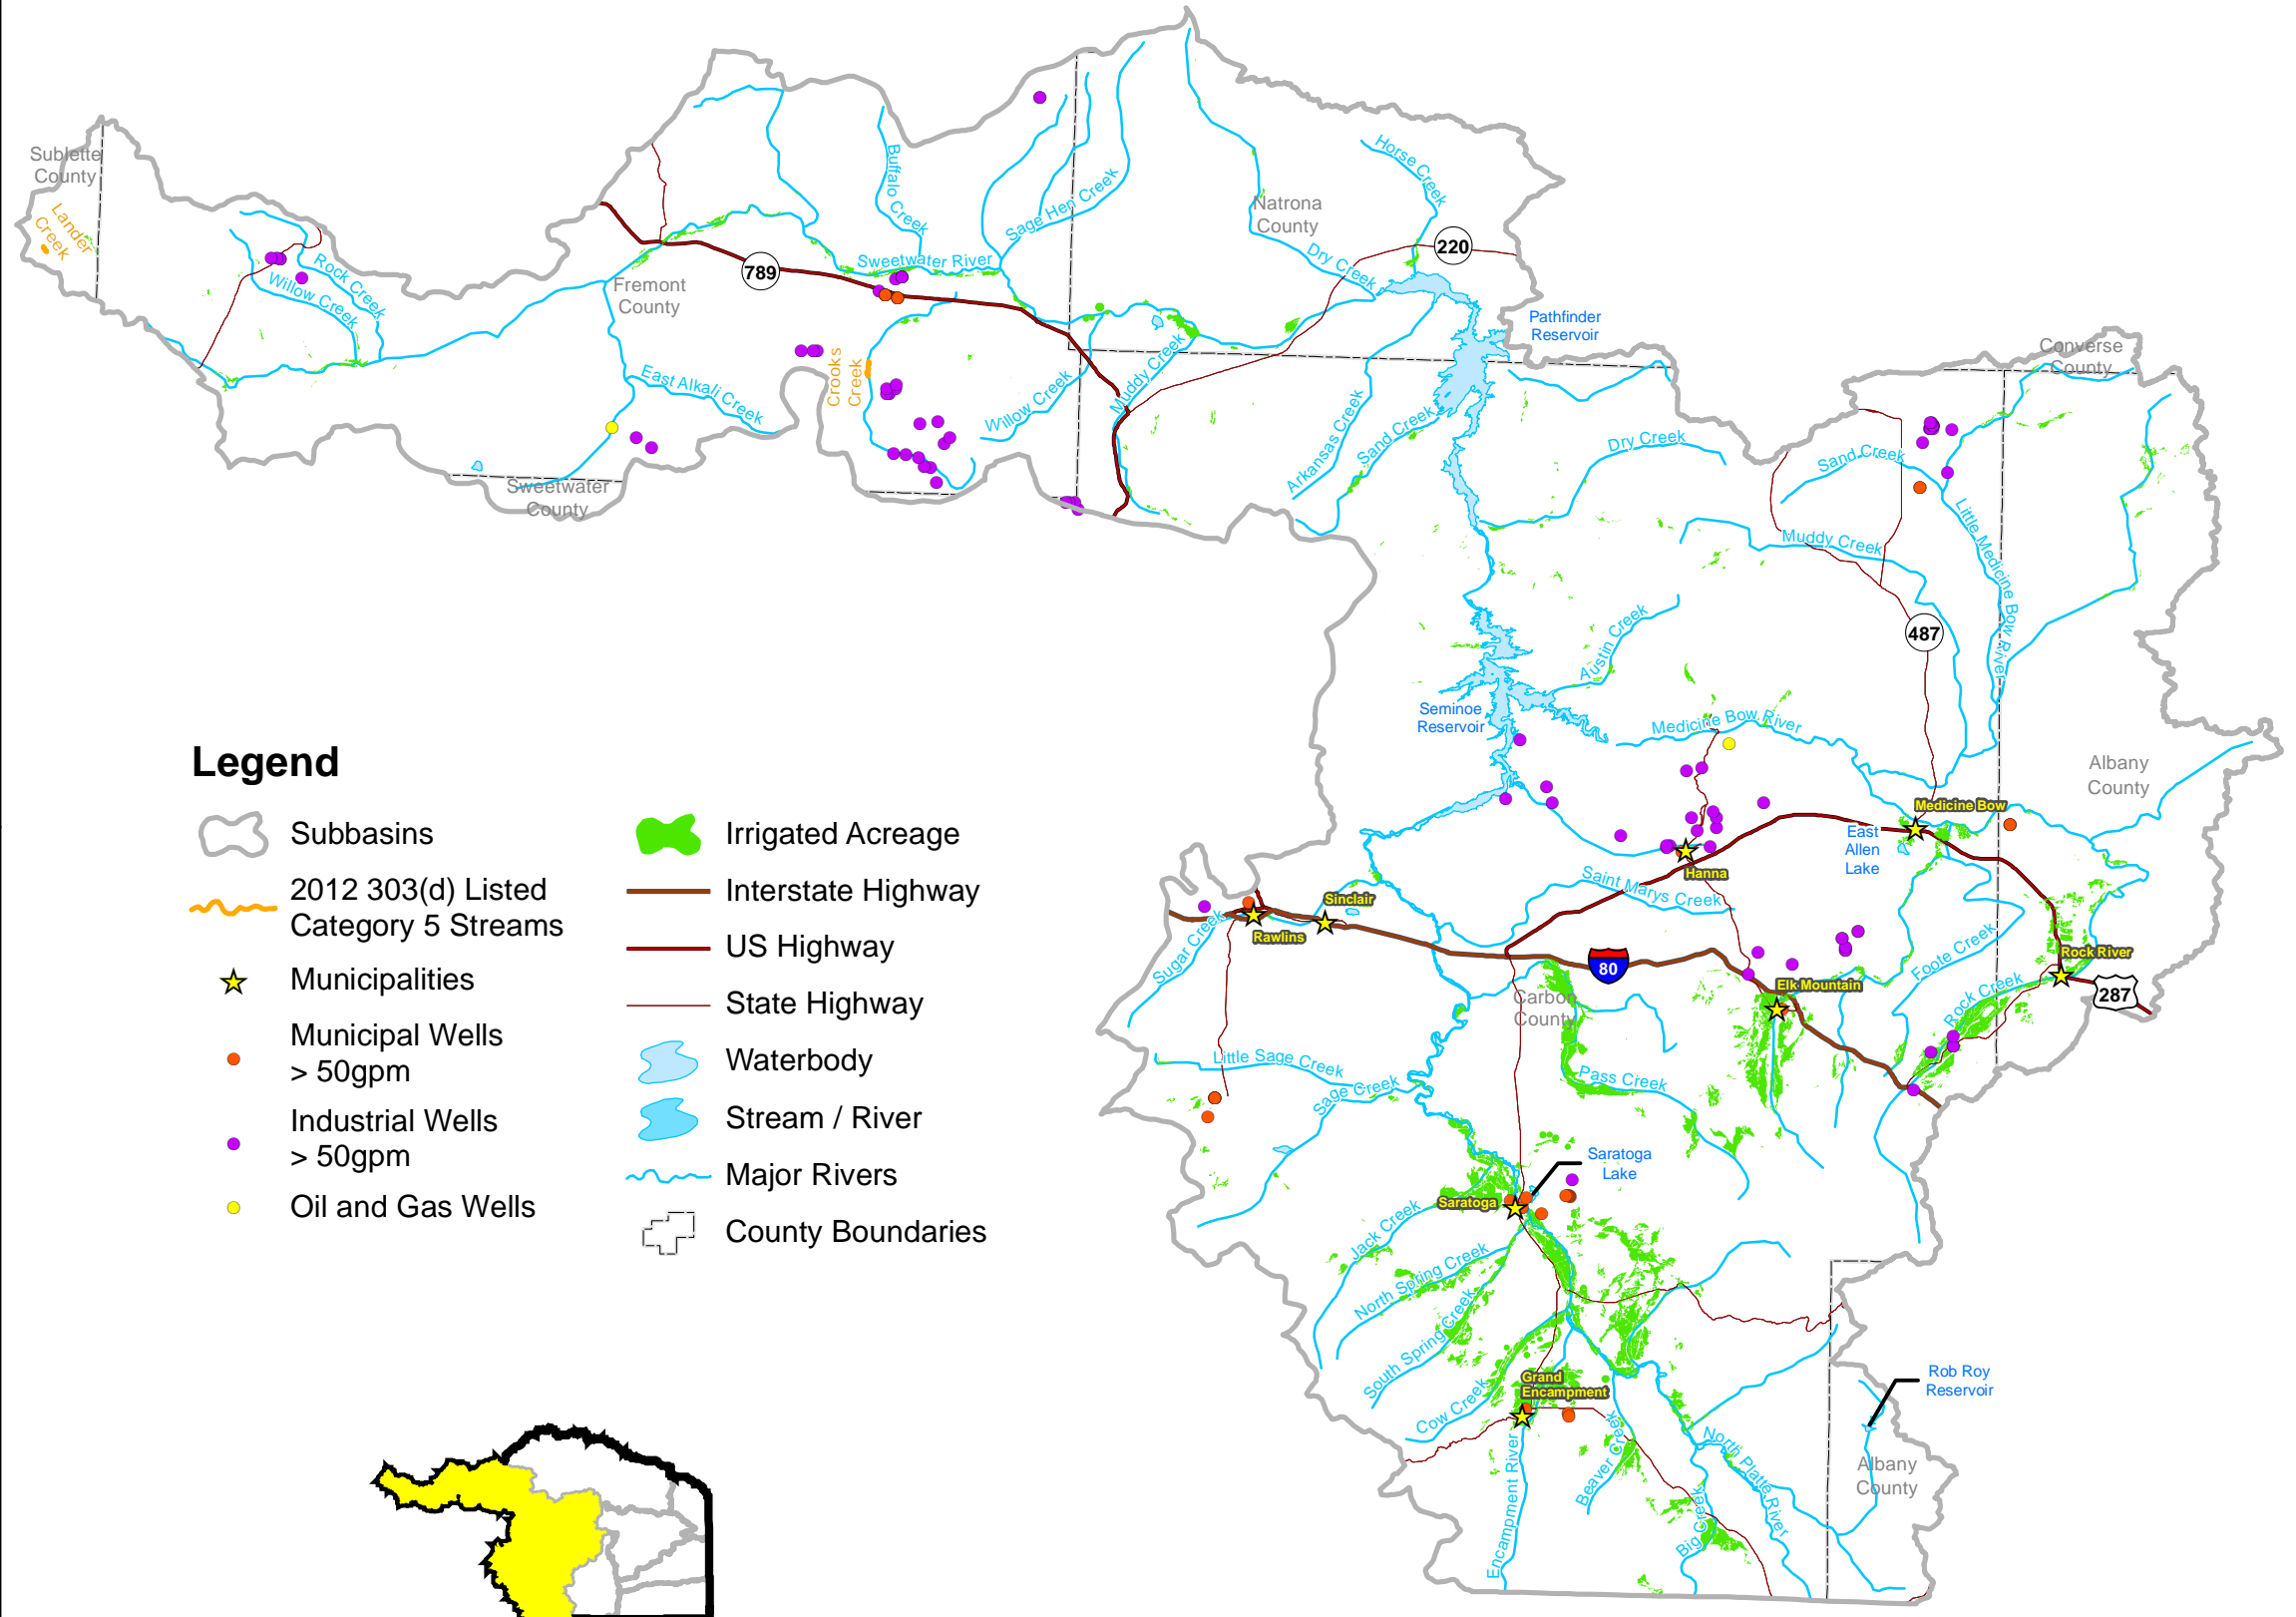 Sublette
County
Lander
Creek
Rock Creek
Willow Creek
Fremont
County
789
Buffalo Creek
Sweetwater River
Sage Hen Creek
Natrona
County
Horse Creek
Dry Creek
220
Pathfinder
Reservoir
Crooks
Creek
East Alkali Creek
Sweetwater
County
Willow Creek
Muddy Creek
Arkansas Creek
Sand Creek
Converse
County
Dry Creek
Sand Creek
Little Medicine Bow River
Muddy Creek
487
Austin Creek
Seminoe
Reservoir
Medicine Bow River
Albany
County
Medicine Bow
East
Allen
Lake
Hanna
Saint Marys Creek
Sinclair
Rawlins
Sugar Creek
80
Carbon
County
Elk Mountain
Foote Creek
Rock River
Rock Creek
287
Little Sage Creek
Sage Creek
Pass Creek
Saratoga
Lake
Saratoga
Jack Creek
North Spring Creek
South Spring Creek
Cow Creek
Grand
Encampment
Encampment River
Beaver Creek
Big Creek
North Platte River
Rob Roy
Reservoir
Albany
County
Legend
Subbasins
2012 303(d) Listed
Category 5 Streams
Municipalities
Municipal Wells
> 50gpm
Industrial Wells
> 50gpm
Oil and Gas Wells
Irrigated Acreage
Interstate Highway
US Highway
State Highway
Waterbody
Stream / River
Major Rivers
County Boundaries